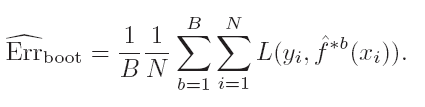 $\widehat{\mathrm{Err}}_{\mathrm{boot}} = \frac{1}{B} \frac{1}{N} \sum_{b=1}^{B} \sum_{i=1}^{N} L(y_i, \hat{f}^{*b}(x_i)).$